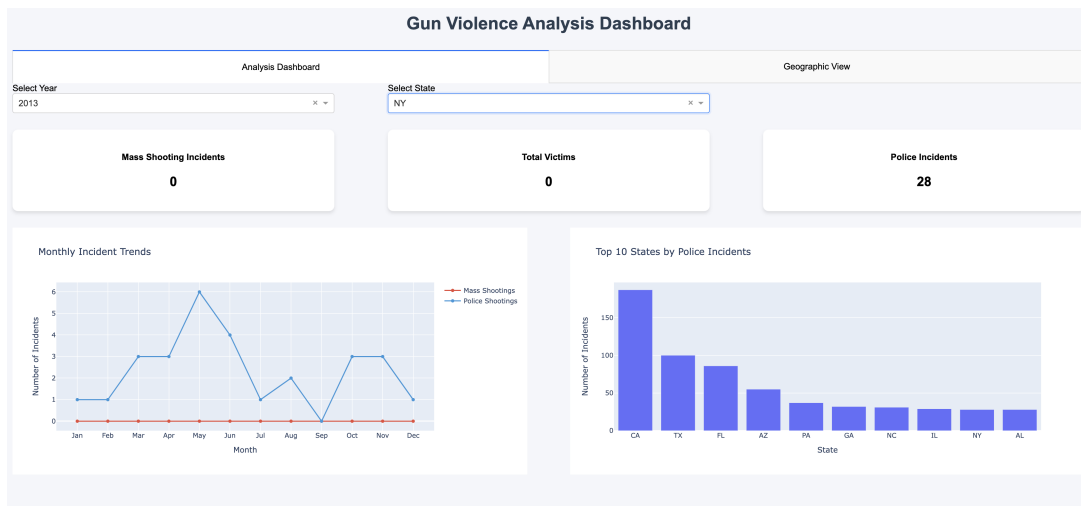 Gun Violence Analysis Dashboard
Analysis Dashboard
Geographic View
Select Year
2013
Select State
NY
Mass Shooting Incidents
0
Total Victims
0
Police Incidents
28
Monthly Incident Trends
Number of Incidents
6
5
4
3
2
1
0
Jan Feb Mar Apr May Jun Jul Aug Sep Oct Nov Dec
Month
Mass Shootings
Police Shootings
Top 10 States by Police Incidents
Number of Incidents
150
100
50
0
CA TX FL AZ PA GA NC IL NY AL
State